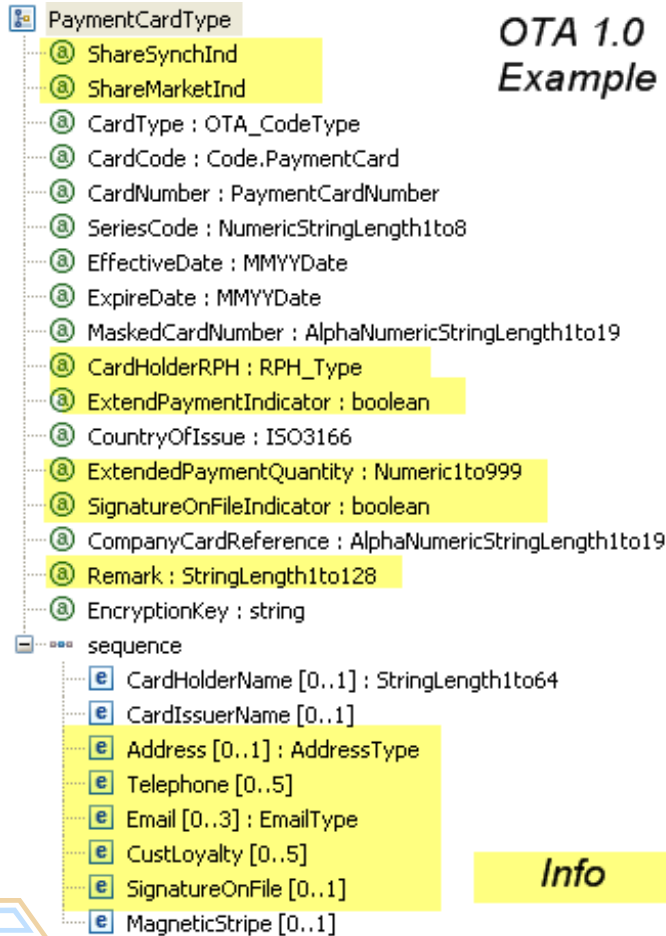 PaymentCardType
OTA 1.0
Example
ShareSynchInd
ShareMarketInd
CardType : OTA_CodeType
CardCode : Code.PaymentCard
CardNumber : PaymentCardNumber
SeriesCode : NumericStringLength1to8
EffectiveDate : MMYYDate
ExpireDate : MMYYDate
MaskedCardNumber : AlphaNumericStringLength1to19
CardHolderRPH : RPH_Type
ExtendPaymentIndicator : boolean
CountryOfIssue : ISO3166
ExtendedPaymentQuantity : Numeric1to999
SignatureOnFileIndicator : boolean
CompanyCardReference : AlphaNumericStringLength1to19
Remark : StringLength1to128
EncryptionKey : string
sequence
CardHolderName [0..1] : StringLength1to64
CardIssuerName [0..1]
Address [0..1] : AddressType
Telephone [0..5]
Email [0..3] : EmailType
CustLoyalty [0..5]
SignatureOnFile [0..1]
Info
MagneticStripe [0..1]